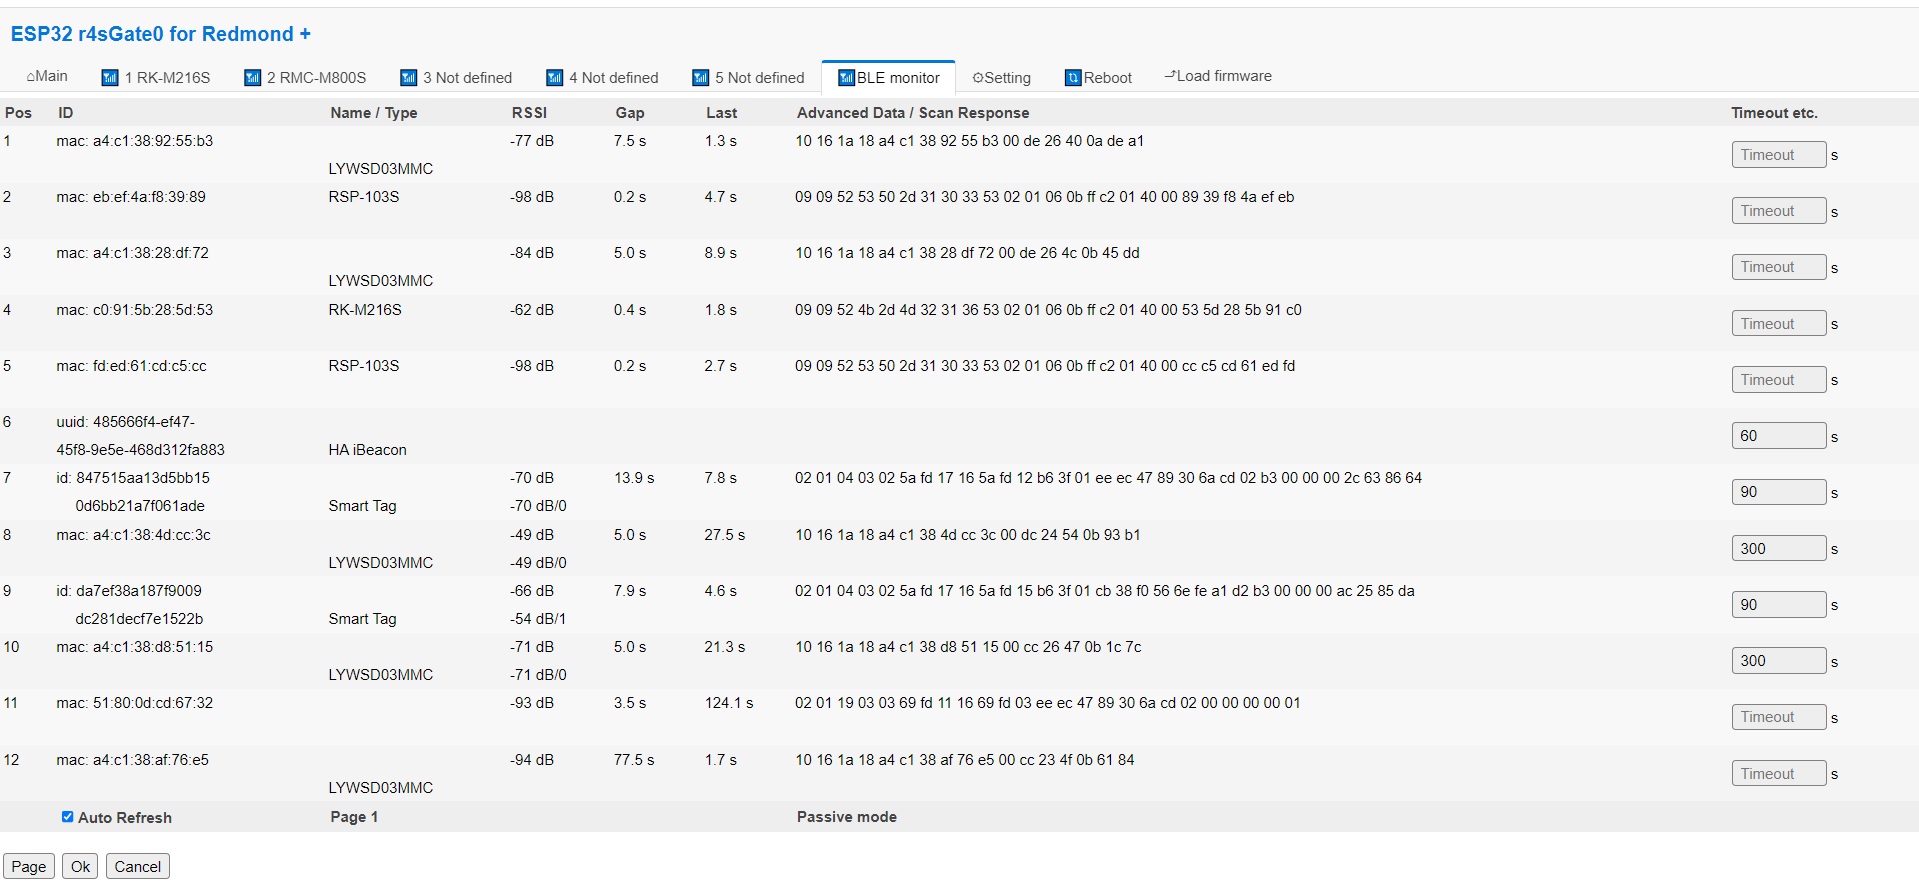 ESP32 r4sGate0 for Redmond +
⌂Main 1 RK-M216S 2 RMC-M800S 3 Not defined 4 Not defined 5 Not defined BLE monitor ⚙Setting Reboot Load firmware
Pos ID Name / Type RSSI Gap Last Advanced Data / Scan Response Timeout etc.
1 mac: a4:c1:38:92:55:b3 -77 dB 7.5 s 1.3 s 10 16 1a 18 a4 c1 38 92 55 b3 00 de 26 40 0a de a1 Timeout s
LYWSD03MMC
2 mac: eb:ef:4a:f8:39:89 RSP-103S -98 dB 0.2 s 4.7 s 09 09 52 53 50 2d 31 30 33 53 02 01 06 0b ff c2 01 40 00 89 39 f8 4a ef eb Timeout s
3 mac: a4:c1:38:28:df:72 -84 dB 5.0 s 8.9 s 10 16 1a 18 a4 c1 38 28 df 72 00 de 26 4c 0b 45 dd Timeout s
LYWSD03MMC
4 mac: c0:91:5b:28:5d:53 RK-M216S -62 dB 0.4 s 1.8 s 09 09 52 4b 2d 4d 32 31 36 53 02 01 06 0b ff c2 01 40 00 53 5d 28 5b 91 c0 Timeout s
5 mac: fd:ed:61:cd:c5:cc RSP-103S -98 dB 0.2 s 2.7 s 09 09 52 53 50 2d 31 30 33 53 02 01 06 0b ff c2 01 40 00 cc c5 cd 61 ed fd Timeout s
6 uuid: 485666f4-ef47- 60 s
45f8-9e5e-468d312fa883 HA iBeacon
7 id: 847515aa13d5bb15 -70 dB 13.9 s 7.8 s 02 01 04 03 02 5a fd 17 16 5a fd 12 b6 3f 01 ee ec 47 89 30 6a cd 02 b3 00 00 00 2c 63 86 64 90 s
0d6bb21a7f061ade Smart Tag -70 dB/0
8 mac: a4:c1:38:4d:cc:3c -49 dB 5.0 s 27.5 s 10 16 1a 18 a4 c1 38 4d cc 3c 00 dc 24 54 0b 93 b1 300 s
LYWSD03MMC -49 dB/0
9 id: da7ef38a187f9009 -66 dB 7.9 s 4.6 s 02 01 04 03 02 5a fd 17 16 5a fd 15 b6 3f 01 cb 38 f0 56 6e fe a1 d2 b3 00 00 00 ac 25 85 da 90 s
dc281decf7e1522b Smart Tag -54 dB/1
10 mac: a4:c1:38:d8:51:15 -71 dB 5.0 s 21.3 s 10 16 1a 18 a4 c1 38 d8 51 15 00 cc 26 47 0b 1c 7c 300 s
LYWSD03MMC -71 dB/0
11 mac: 51:80:0d:cd:67:32 -93 dB 3.5 s 124.1 s 02 01 19 03 03 69 fd 11 16 69 fd 03 ee ec 47 89 30 6a cd 02 00 00 00 00 01 Timeout s
12 mac: a4:c1:38:af:76:e5 -94 dB 77.5 s 1.7 s 10 16 1a 18 a4 c1 38 af 76 e5 00 cc 23 4f 0b 61 84 Timeout s
LYWSD03MMC
Auto Refresh Page 1 Passive mode
Page Ok Cancel